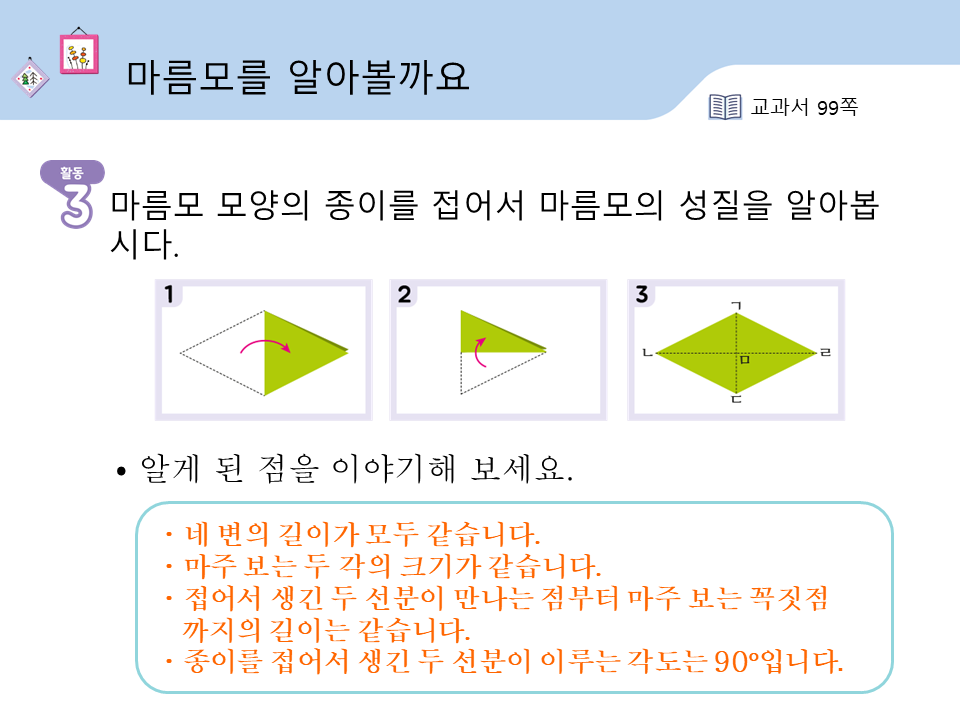 마름모를 알아볼까요
교과서 99쪽
활동
3
마름모 모양의 종이를 접어서 마름모의 성질을 알아봅
시다.
1
2
3
ㄱ
ㄴ
ㅁ
ㄹ
ㄷ
• 알게 된 점을 이야기해 보세요.
· 네 변의 길이가 모두 같습니다.
· 마주 보는 두 각의 크기가 같습니다.
· 접어서 생긴 두 선분이 만나는 점부터 마주 보는 꼭짓점
까지의 길이는 같습니다.
· 종이를 접어서 생긴 두 선분이 이루는 각도는 90°입니다.